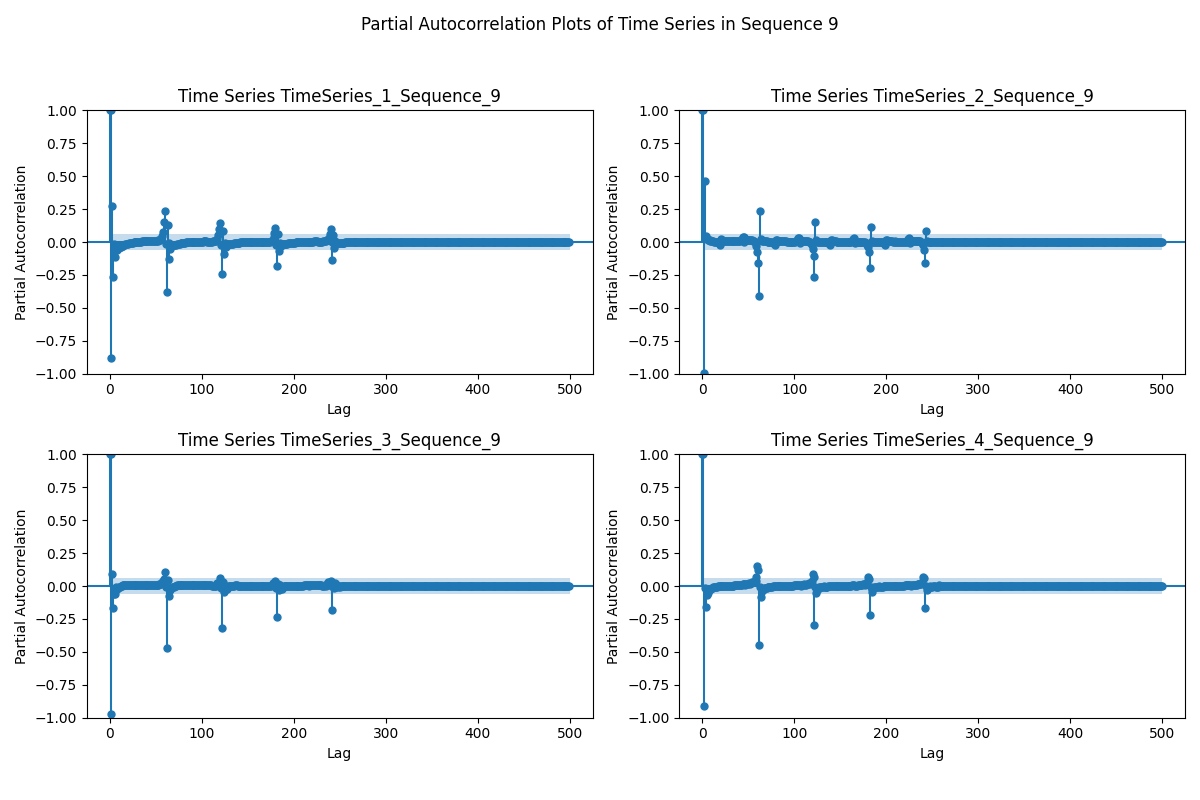 Partial Autocorrelation Plots of Time Series in Sequence 9
Time Series TimeSeries_1_Sequence_9
1.00
0.75
0.50
0.25
0.00
−0.25
−0.50
−0.75
−1.00
Partial Autocorrelation
0 100 200 300 400 500
Lag
Time Series TimeSeries_2_Sequence_9
1.00
0.75
0.50
0.25
0.00
−0.25
−0.50
−0.75
−1.00
Partial Autocorrelation
0 100 200 300 400 500
Lag
Time Series TimeSeries_3_Sequence_9
1.00
0.75
0.50
0.25
0.00
−0.25
−0.50
−0.75
−1.00
Partial Autocorrelation
0 100 200 300 400 500
Lag
Time Series TimeSeries_4_Sequence_9
1.00
0.75
0.50
0.25
0.00
−0.25
−0.50
−0.75
−1.00
Partial Autocorrelation
0 100 200 300 400 500
Lag